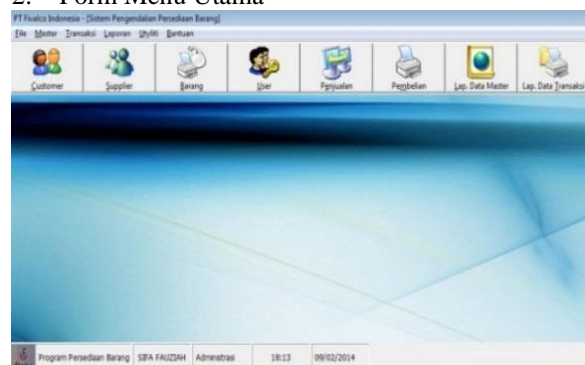 2. Form Menu Utama
PT Fivalco Indonesia - [Sistem Pengendalian Persediaan Barang]
File Master Transaksi Laporan Utyliti Bantuan
Customer Supplier Barang User Penjualan Pembelian Lap. Data Master Lap. Data Transaksi
Program Persediaan Barang SIFA FAUZIAH Administrasi 18:13 09/02/2014